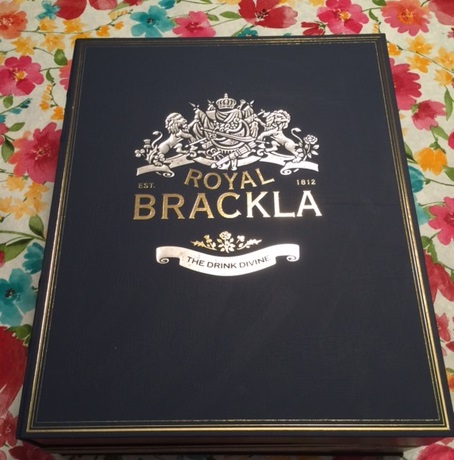 ROYAL
EST. 1812
BRACKLA
THE DRINK DIVINE